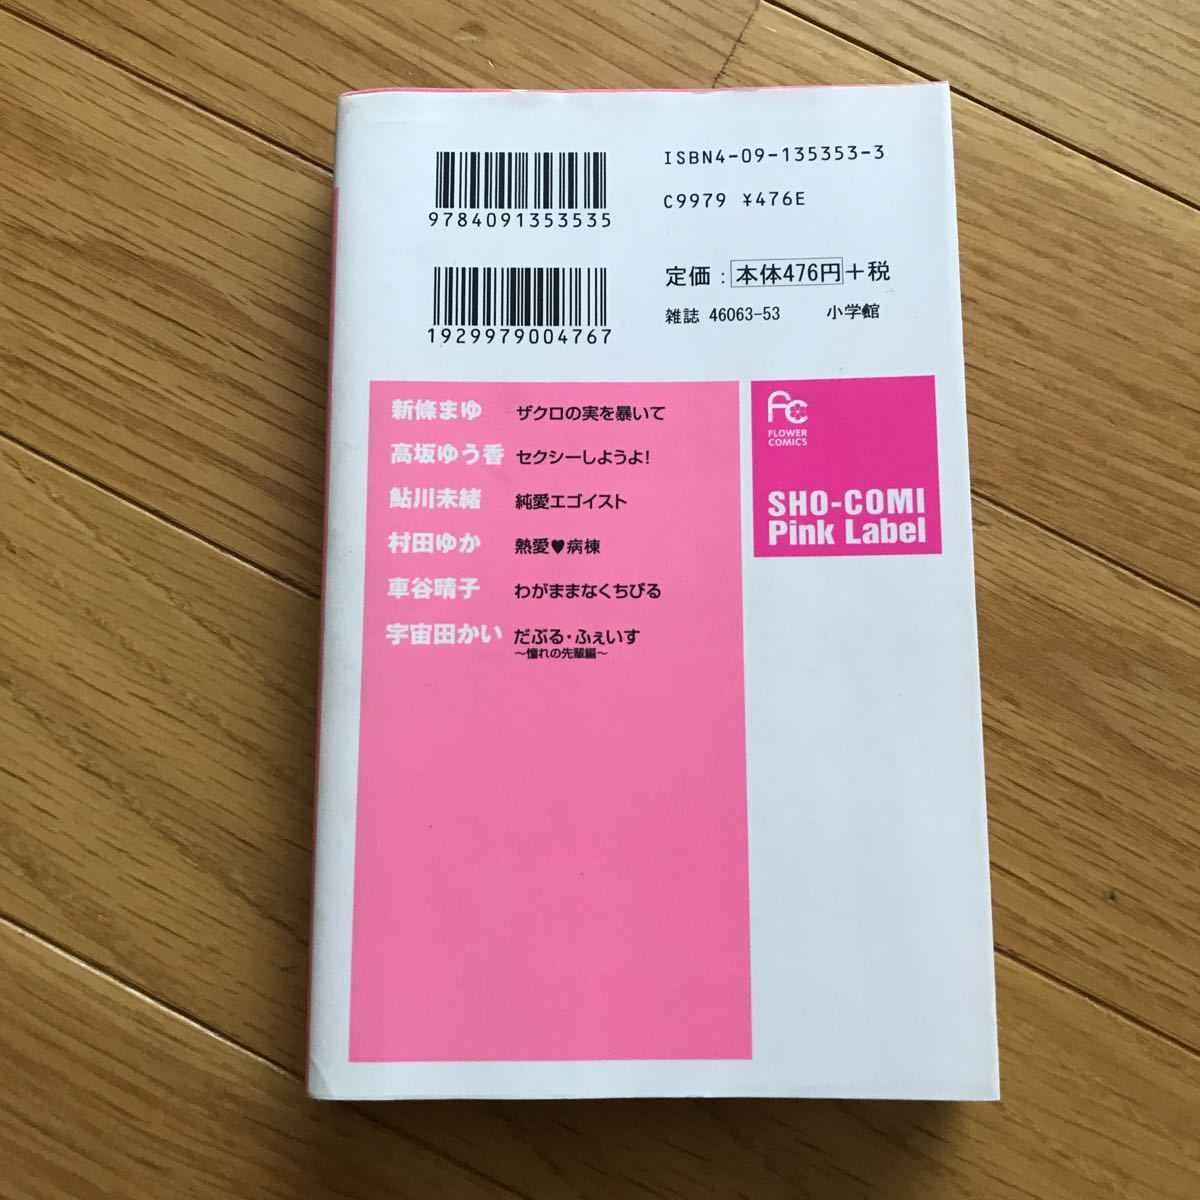 ISBN4-09-135353-3
9784091353535
C9979 ¥476E
定価：本体476円＋税
1929979004767
雑誌 46063-53 小学館
新條まゆ ザクロの実を暴いて
高坂ゆう香 セクシーしようよ！
鮎川未緒 純愛エゴイスト
村田ゆか 熱愛♥病棟
車谷晴子 わがままなくちびる
宇宙田かい だぶる・ふぇいす
～憧れの先輩編～
FC
FLOWER
COMICS
SHO-COMI
Pink Label